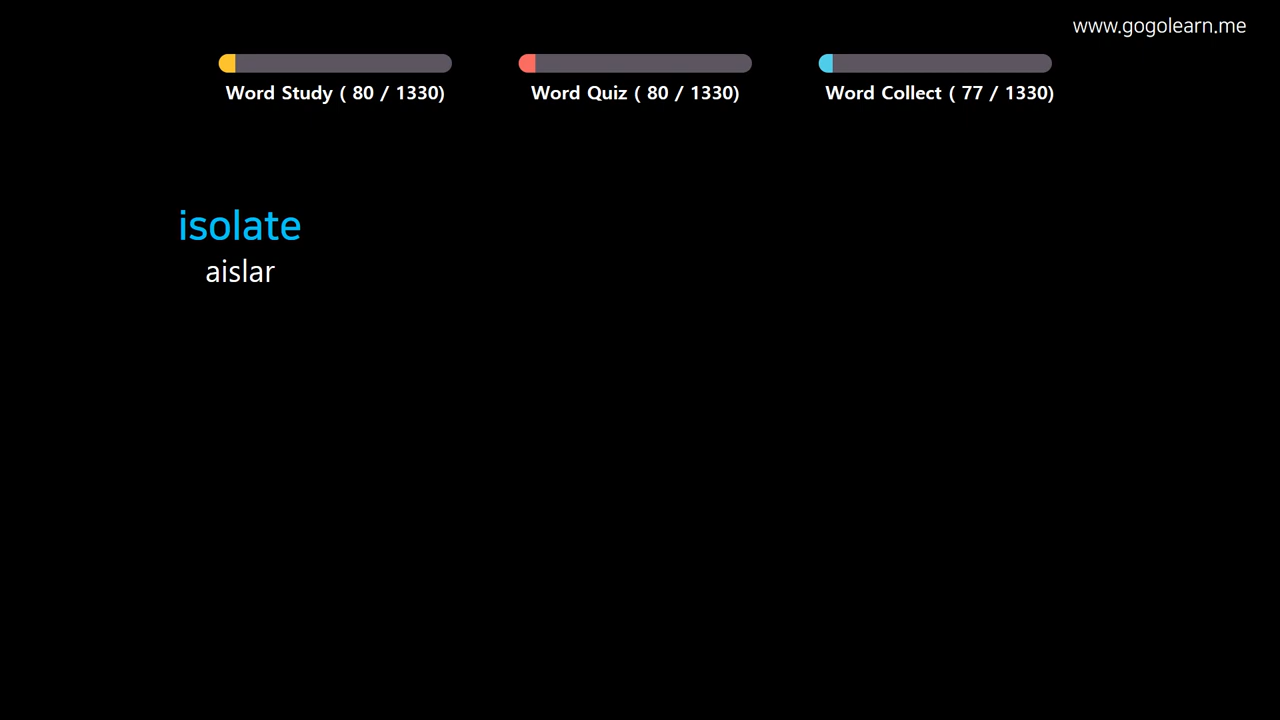 www.gogolearn.me
Word Study ( 80 / 1330)
Word Quiz ( 80 / 1330)
Word Collect ( 77 / 1330)
isolate
aislar